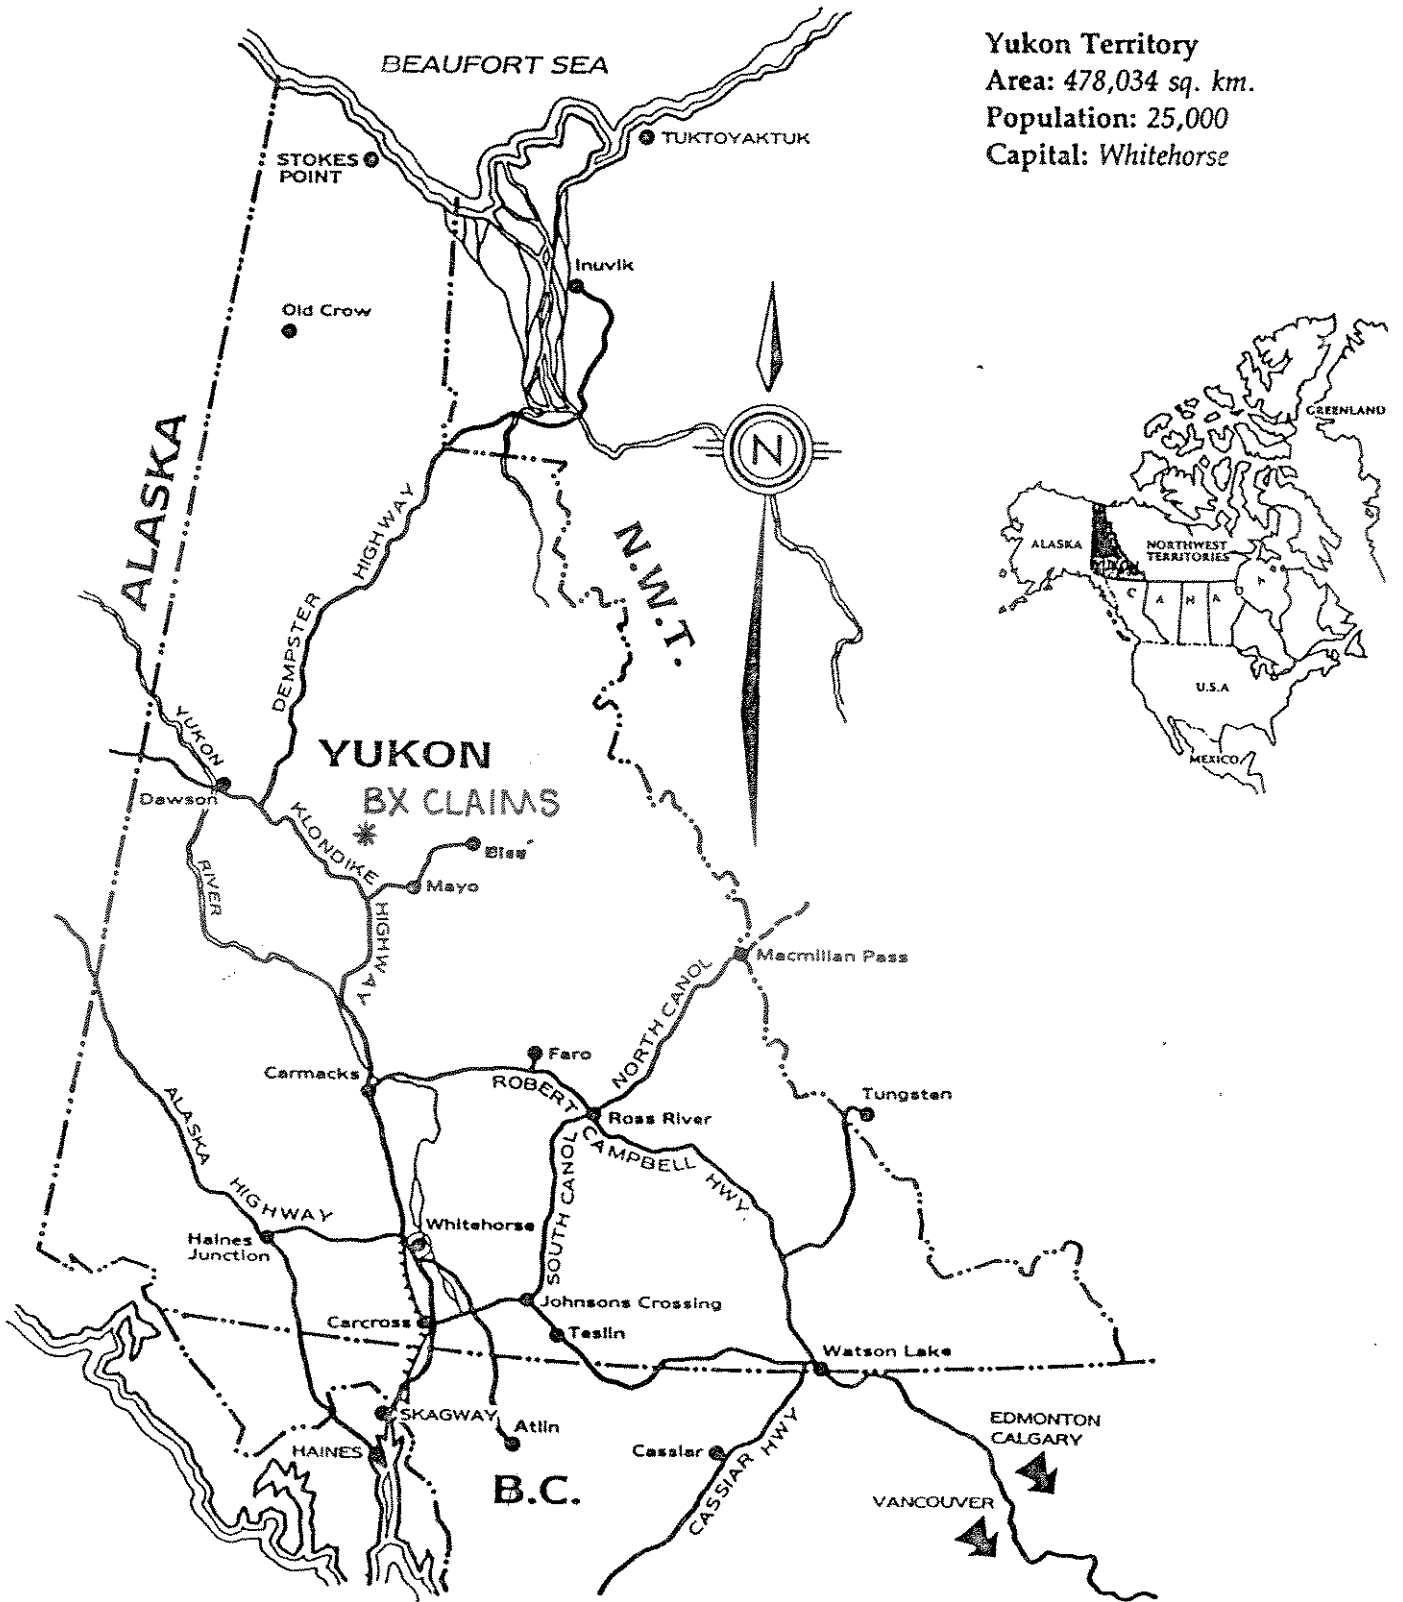 Yukon Territory
Area: 478,034 sq. km.
Population: 25,000
Capital: Whitehorse
BEAUFORT SEA
TUKTOYAKTUK
STOKES
POINT
Inuvik
Old Crow
GREENLAND
ALASKA
HIGHWAY
N.W.T.
ALASKA
NORTHWEST
TERRITORIES
YUKON
C A N A
DEMPSTER
U.S.A
YUKON
YUKON
MEXICO
Dawson
BX CLAIMS
KLONDIKE
Elsa
RIVER
Mayo
HIGHWAY
Macmillan Pass
NORTH CANOL
Faro
Carmacks
ROBERT
Tungsten
ALASKA
Ross River
CAMPBELL
HWY
SOUTH CANOL
HIGHWAY
Whitehorse
Haines
Junction
Johnsons Crossing
Carcross
Teslin
Watson Lake
SKAGWAY
Atlin
EDMONTON
CALGARY
HAINES
Cassiar
CASSIAR HWY
B.C.
VANCOUVER
N